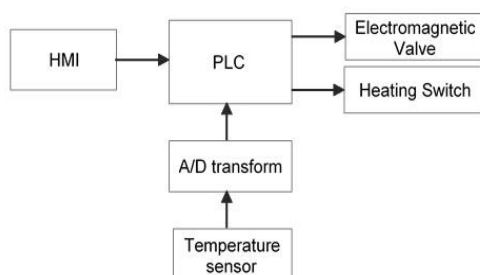 Electromagnetic
Valve
HMI
PLC
Heating Switch
A/D transform
Temperature
sensor